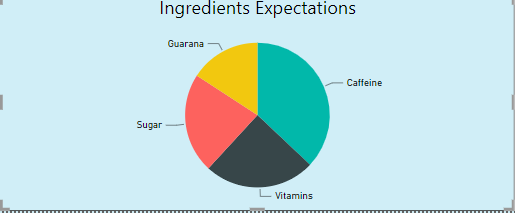 Ingredients Expectations
Guarana
Caffeine
Sugar
Vitamins